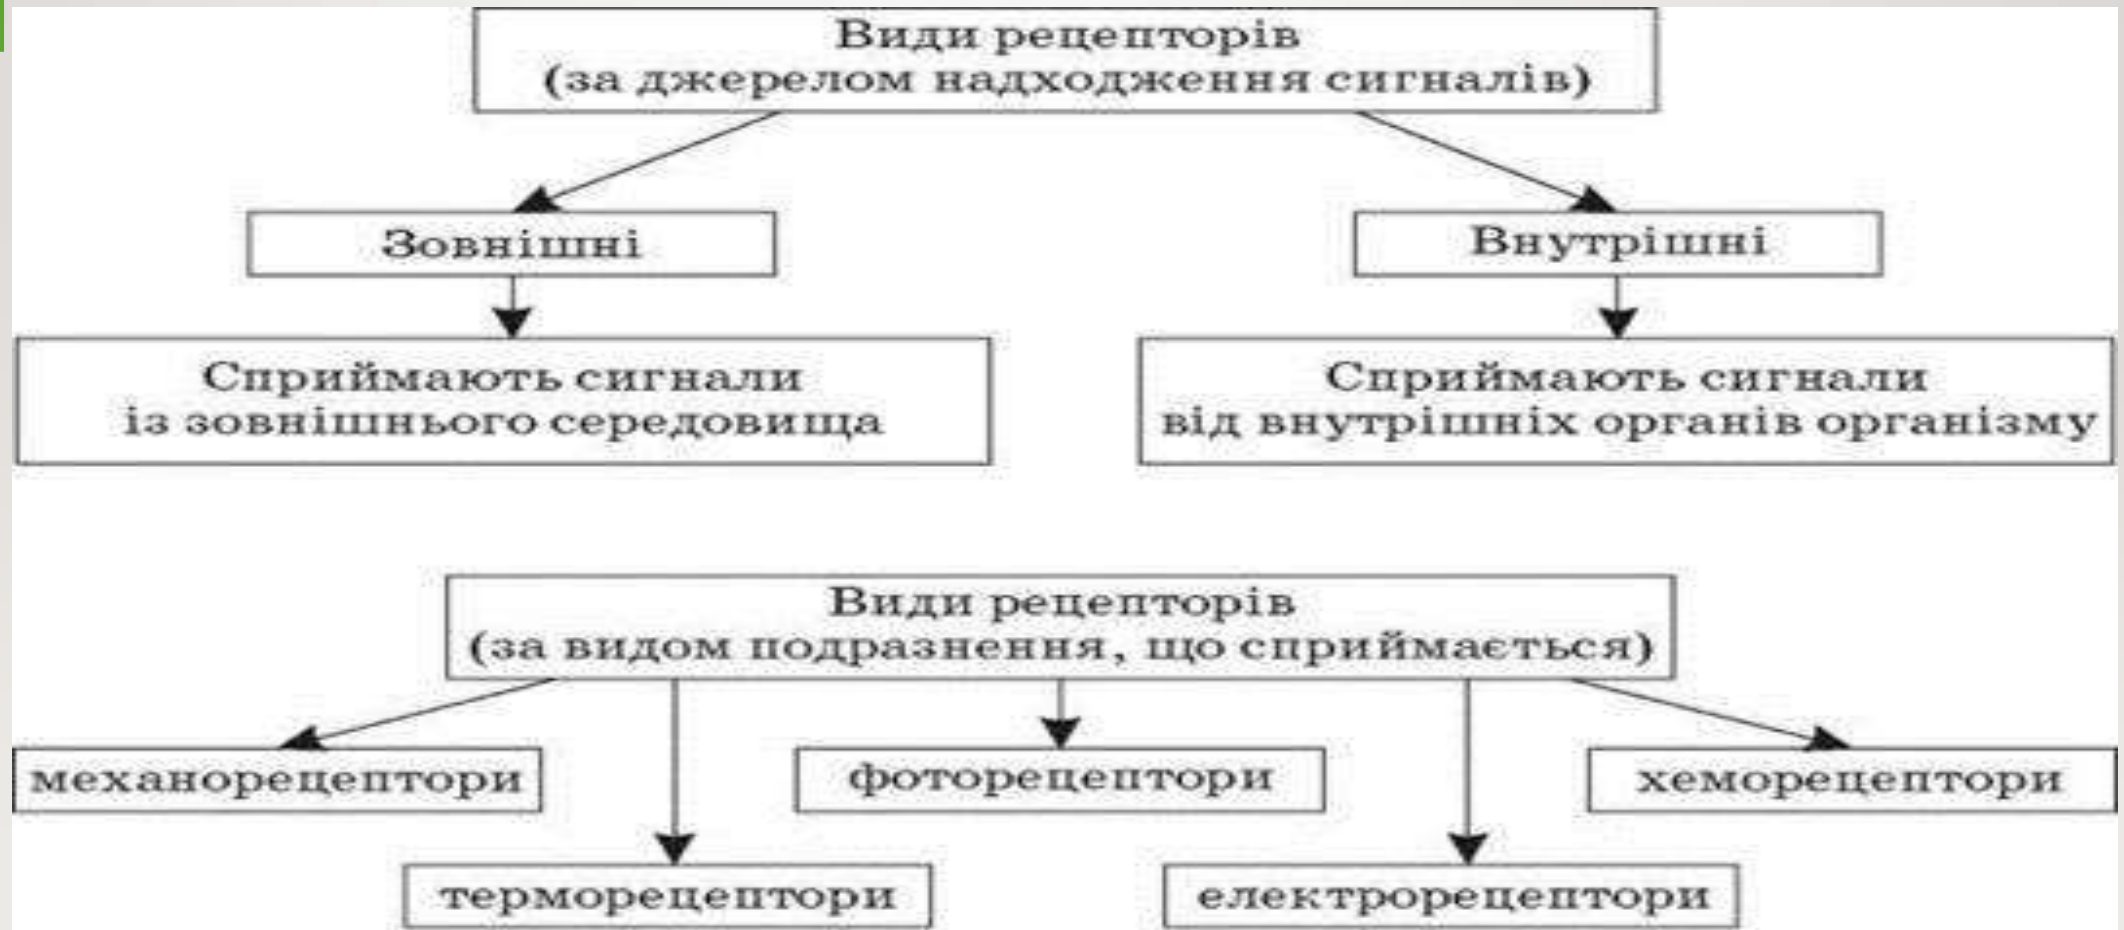 Види рецепторів
(за джерелом надходження сигналів)
Зовнішні
Внутрішні
Сприймають сигнали
із зовнішнього середовища
Сприймають сигнали
від внутрішніх органів організму
Види рецепторів
(за видом подразнення, що сприймається)
механорецептори
фоторецептори
хеморецептори
терморецептори
електрорецептори